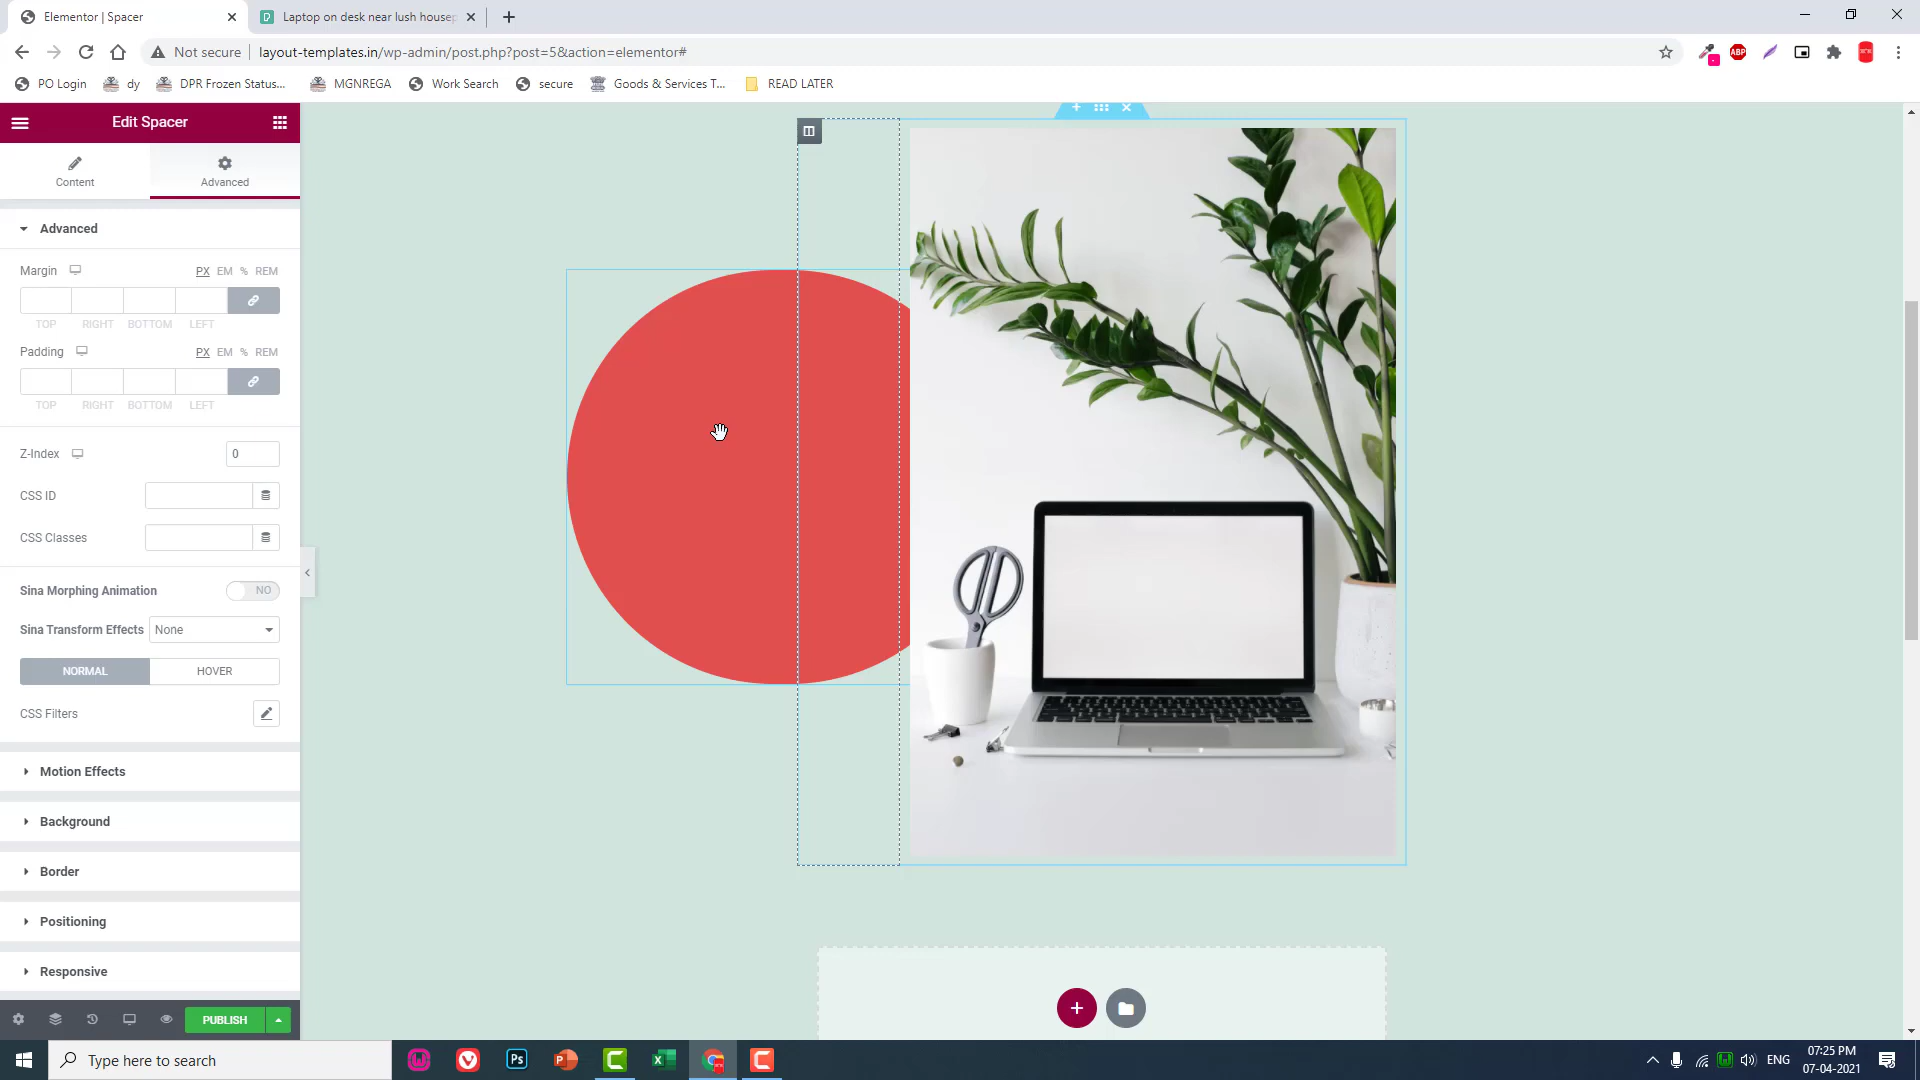 Elementor | Spacer
Laptop on desk near lush housep
Not secure
layout-templates.in/wp-admin/post.php?post=5&action=elementor#
ABP
PO Login
dy
DPR Frozen Status...
MGNREGA
Work Search
secure
Goods & Services T...
READ LATER
Edit Spacer
Content
Advanced
Advanced
Margin
PX EM % REM
TOP RIGHT BOTTOM LEFT
Padding
PX EM % REM
TOP RIGHT BOTTOM LEFT
Z-Index
0
CSS ID
CSS Classes
Sina Morphing Animation
NO
Sina Transform Effects
None
NORMAL
HOVER
CSS Filters
Motion Effects
Background
Border
Positioning
Responsive
PUBLISH
Type here to search
Ps
ENG
07:25 PM
07-04-2021